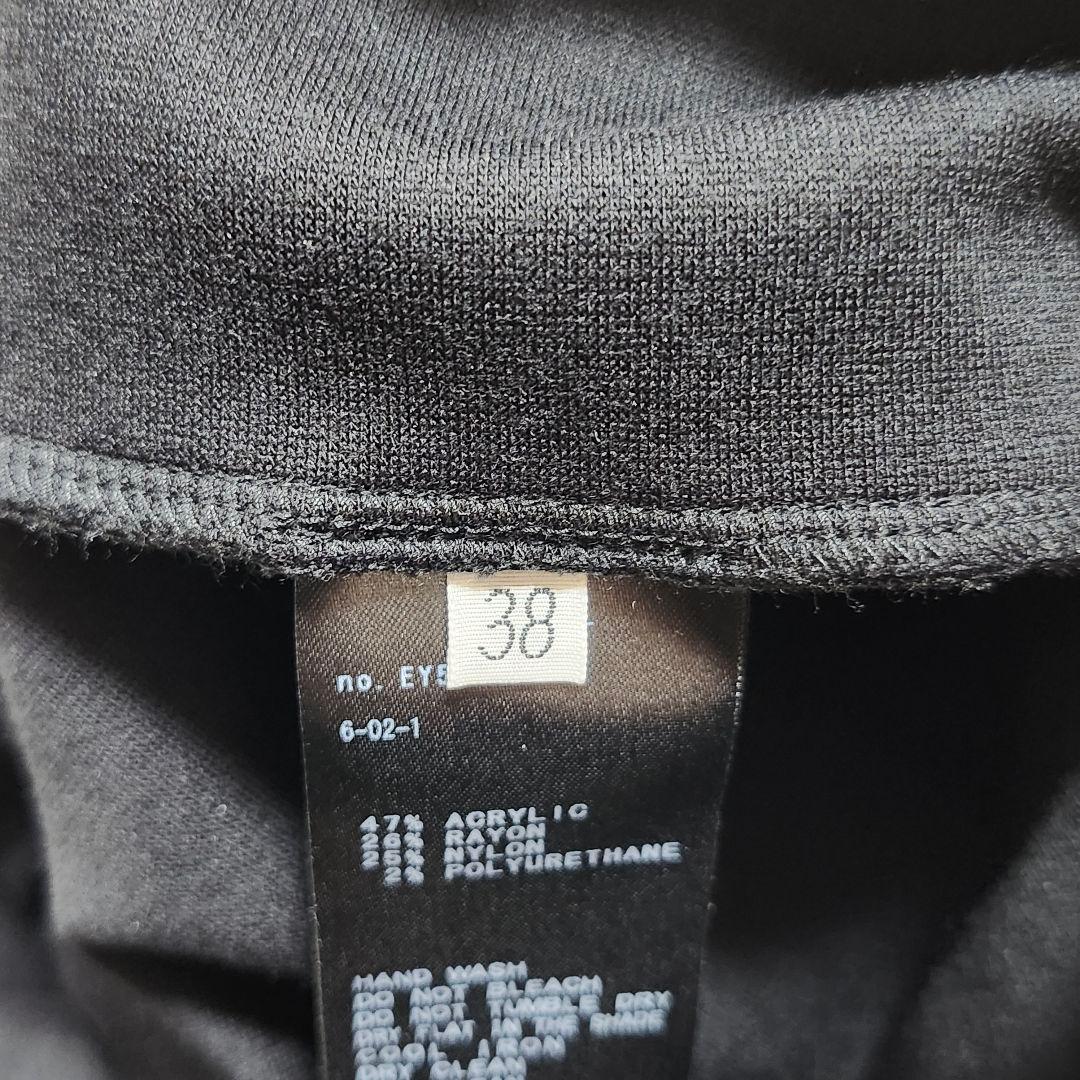 38
no. EY5
6-02-1
47% ACRYLIC
26% RAYON
25% NYLON
2% POLYURETHANE
HAND WASH
DO NOT BLEACH
DO NOT TUMBLE DRY
DRY FLAT IN THE SHADE
COOL IRON
DRY CLEAN